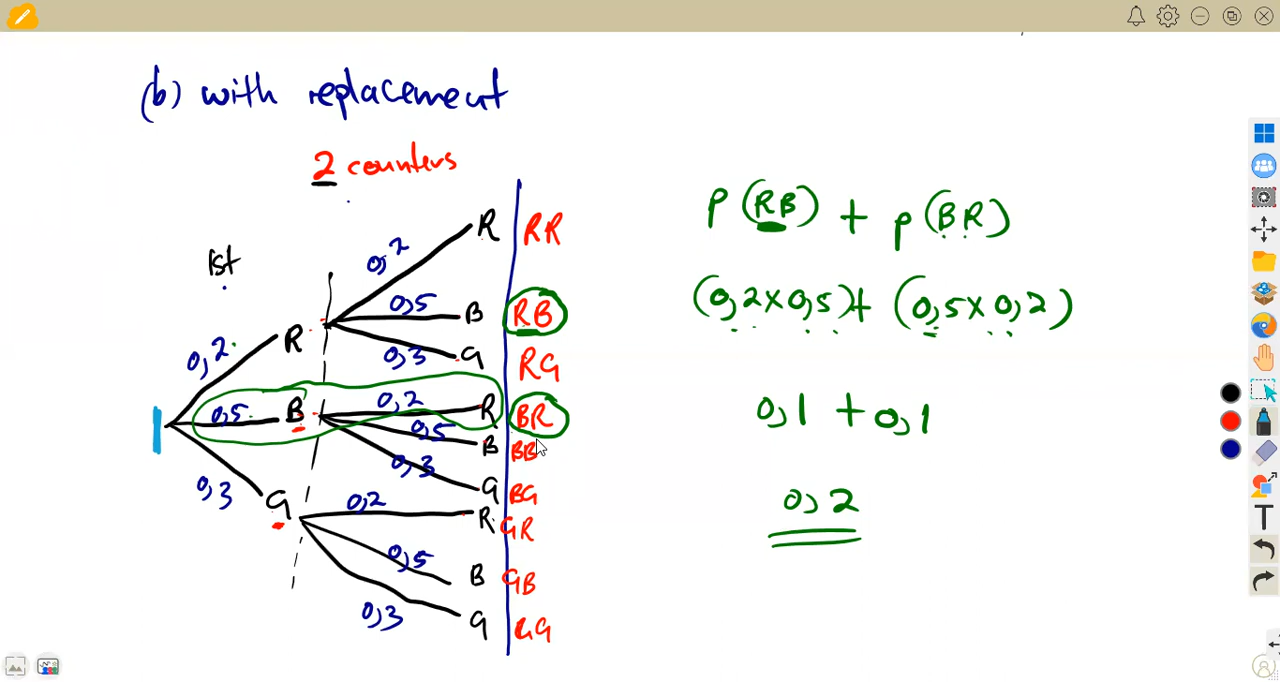 (b) with replacement
2 counters
1st
0,2 R
0,5 B
0,3 G
0,2 R RR
0,5 B RB
0,3 G RG
0,2 R BR
0,5 B BB
0,3 G BG
0,2 R GR
0,5 B GB
0,3 G GG
P(RB) + P(BR)
(0,2×0,5)+ (0,5×0,2)
0,1 + 0,1
0,2
T